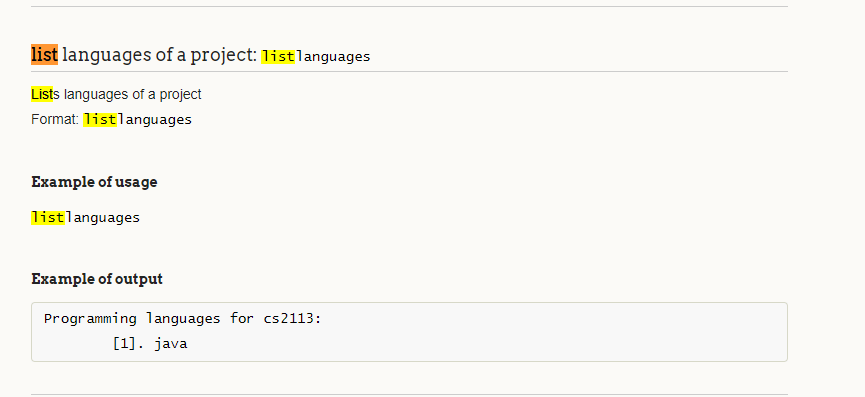 list languages of a project: listlanguages
Lists languages of a project
Format: listlanguages
Example of usage
listlanguages
Example of output
Programming languages for cs2113:
[1]. java